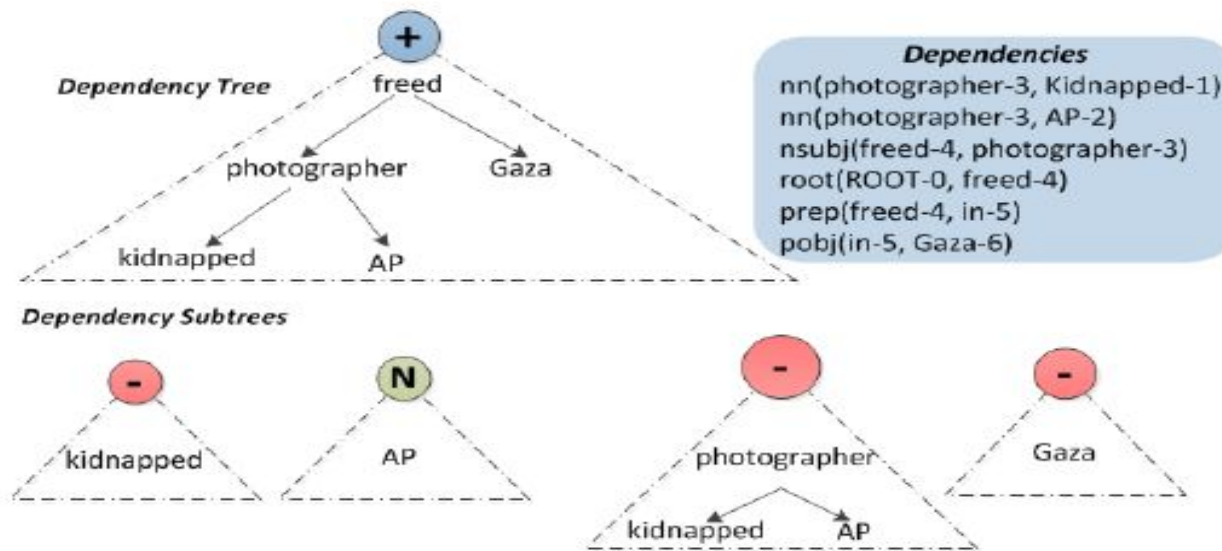 +
Dependency Tree
freed
photographer Gaza
kidnapped AP
Dependencies
nn(photographer-3, Kidnapped-1)
nn(photographer-3, AP-2)
nsubj(freed-4, photographer-3)
root(ROOT-0, freed-4)
prep(freed-4, in-5)
pobj(in-5, Gaza-6)
Dependency Subtrees
- N - -
kidnapped AP photographer Gaza
kidnapped AP